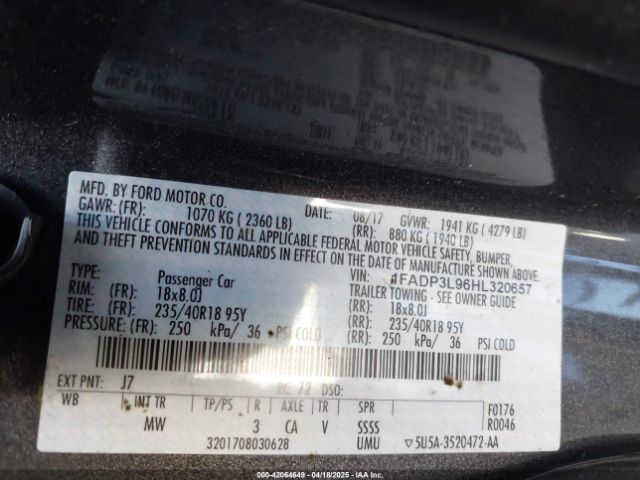 MFD. BY FORD MOTOR CO.
DATE: 08/17 GVWR: 1941 KG ( 4279 LB)
GAWR: (FR): 1070 KG ( 2360 LB) (RR): 880 KG ( 1940 LB)
THIS VEHICLE CONFORMS TO ALL APPLICABLE FEDERAL MOTOR VEHICLE SAFETY, BUMPER,
AND THEFT PREVENTION STANDARDS IN EFFECT ON THE DATE OF MANUFACTURE SHOWN ABOVE.
VIN: 1FADP3L96HL320657
TYPE: Passenger Car TRAILER TOWING - SEE OWNER GUIDE
RIM: (FR): 18x8.0J (RR): 18x8.0J
TIRE: (FR): 235/40R18 95Y (RR): 235/40R18 95Y
PRESSURE: (FR): 250 kPa/ 36 PSI COLD (RR): 250 kPa/ 36 PSI COLD
EXT PNT: J7 RC: 72 DSO:
WB INT TR TP/PS R AXLE TR SPR F0176
MW 3 CA V SSSS R0046
3201708030628 UMU 5U5A-3520472-AA
000-42064649 - 04/18/2025 - IAAI.com